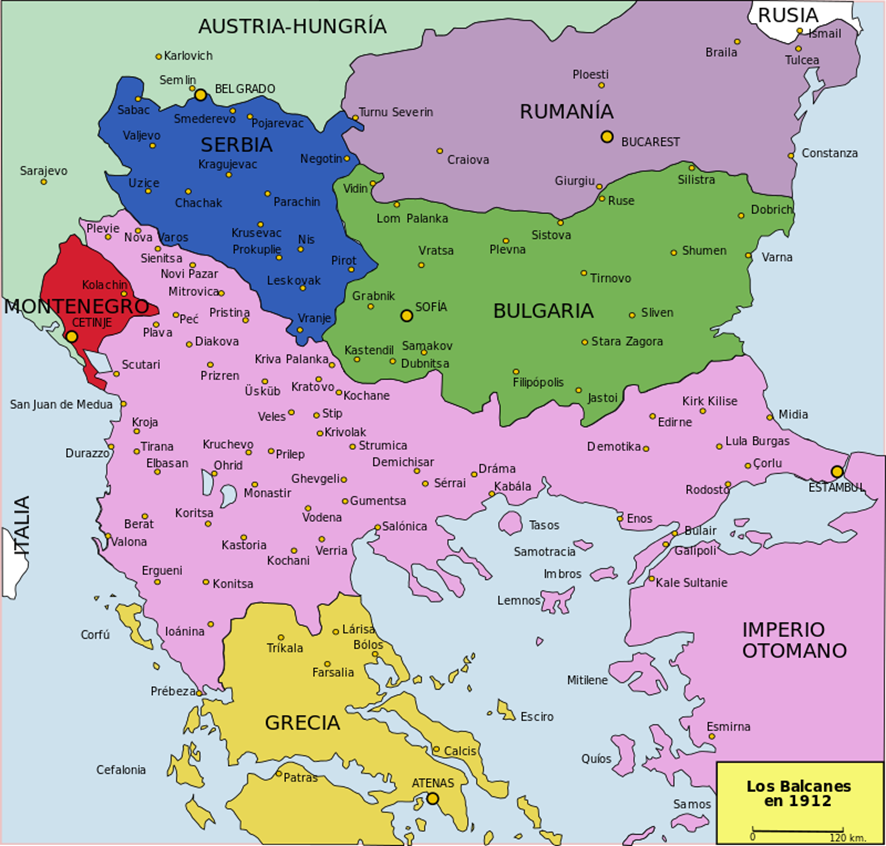 RUSIA
AUSTRIA-HUNGRÍA
Ismail
Braila
Karlovich
Tulcea
Ploesti
Semlin
BELGRADO
Sabac
Smederevo
Pojarevac
Turnu Severin
RUMANÍA
Valjevo
SERBIA
BUCAREST
Kragujevac
Negotin
Craiova
Constanza
Sarajevo
Uzice
Vidin
Giurgiu
Silistra
Chachak
Parachin
Ruse
Lom Palanka
Dobrich
Plevie
Nova Varos
Krusevac
Sistova
Prokuplie
Nis
Vratsa
Plevna
Shumen
Varna
Sienitsa
Pirot
Novi Pazar
Leskovak
Tirnovo
Kolachin
Mitrovica
Grabnik
MONTENEGRO
SOFÍA
BULGARIA
Sliven
CETINJE
Peć
Pristina
Vranje
Plava
Diakova
Kastendil
Samakov
Stara Zagora
Scutari
Kriva Palanka
Dubnitsa
Prizren
Filipópolis
Üsküb
Kratovo
Kochane
Jastoi
San Juan de Medua
Kirk Kilise
Veles
Stip
Edirne
Midia
Kroja
Krivolak
Durazzo
Tirana
Kruchevo
Prilep
Strumica
Demotika
Lula Burgas
Elbasan
Ohrid
Demichisar
Dráma
Çorlu
Ghevgeli
Sérrai
Kabála
Rodosto
ESTAMBUL
Monastir
Gumentsa
ITALIA
Berat
Koritsa
Vodena
Salónica
Tasos
Enos
Bulair
Valona
Kastoria
Verria
Samotracia
Galipoli
Kochani
Ergueni
Konitsa
Imbros
Kale Sultanie
Lemnos
Corfú
Ioánina
Lárisa
Tríkala
Bólos
IMPERIO
OTOMANO
Farsalia
Mitilene
Prébeza
Esciro
GRECIA
Esmirna
Calcis
Quíos
Cefalonia
Patras
ATENAS
Los Balcanes
en 1912
Samos
0
120 km.